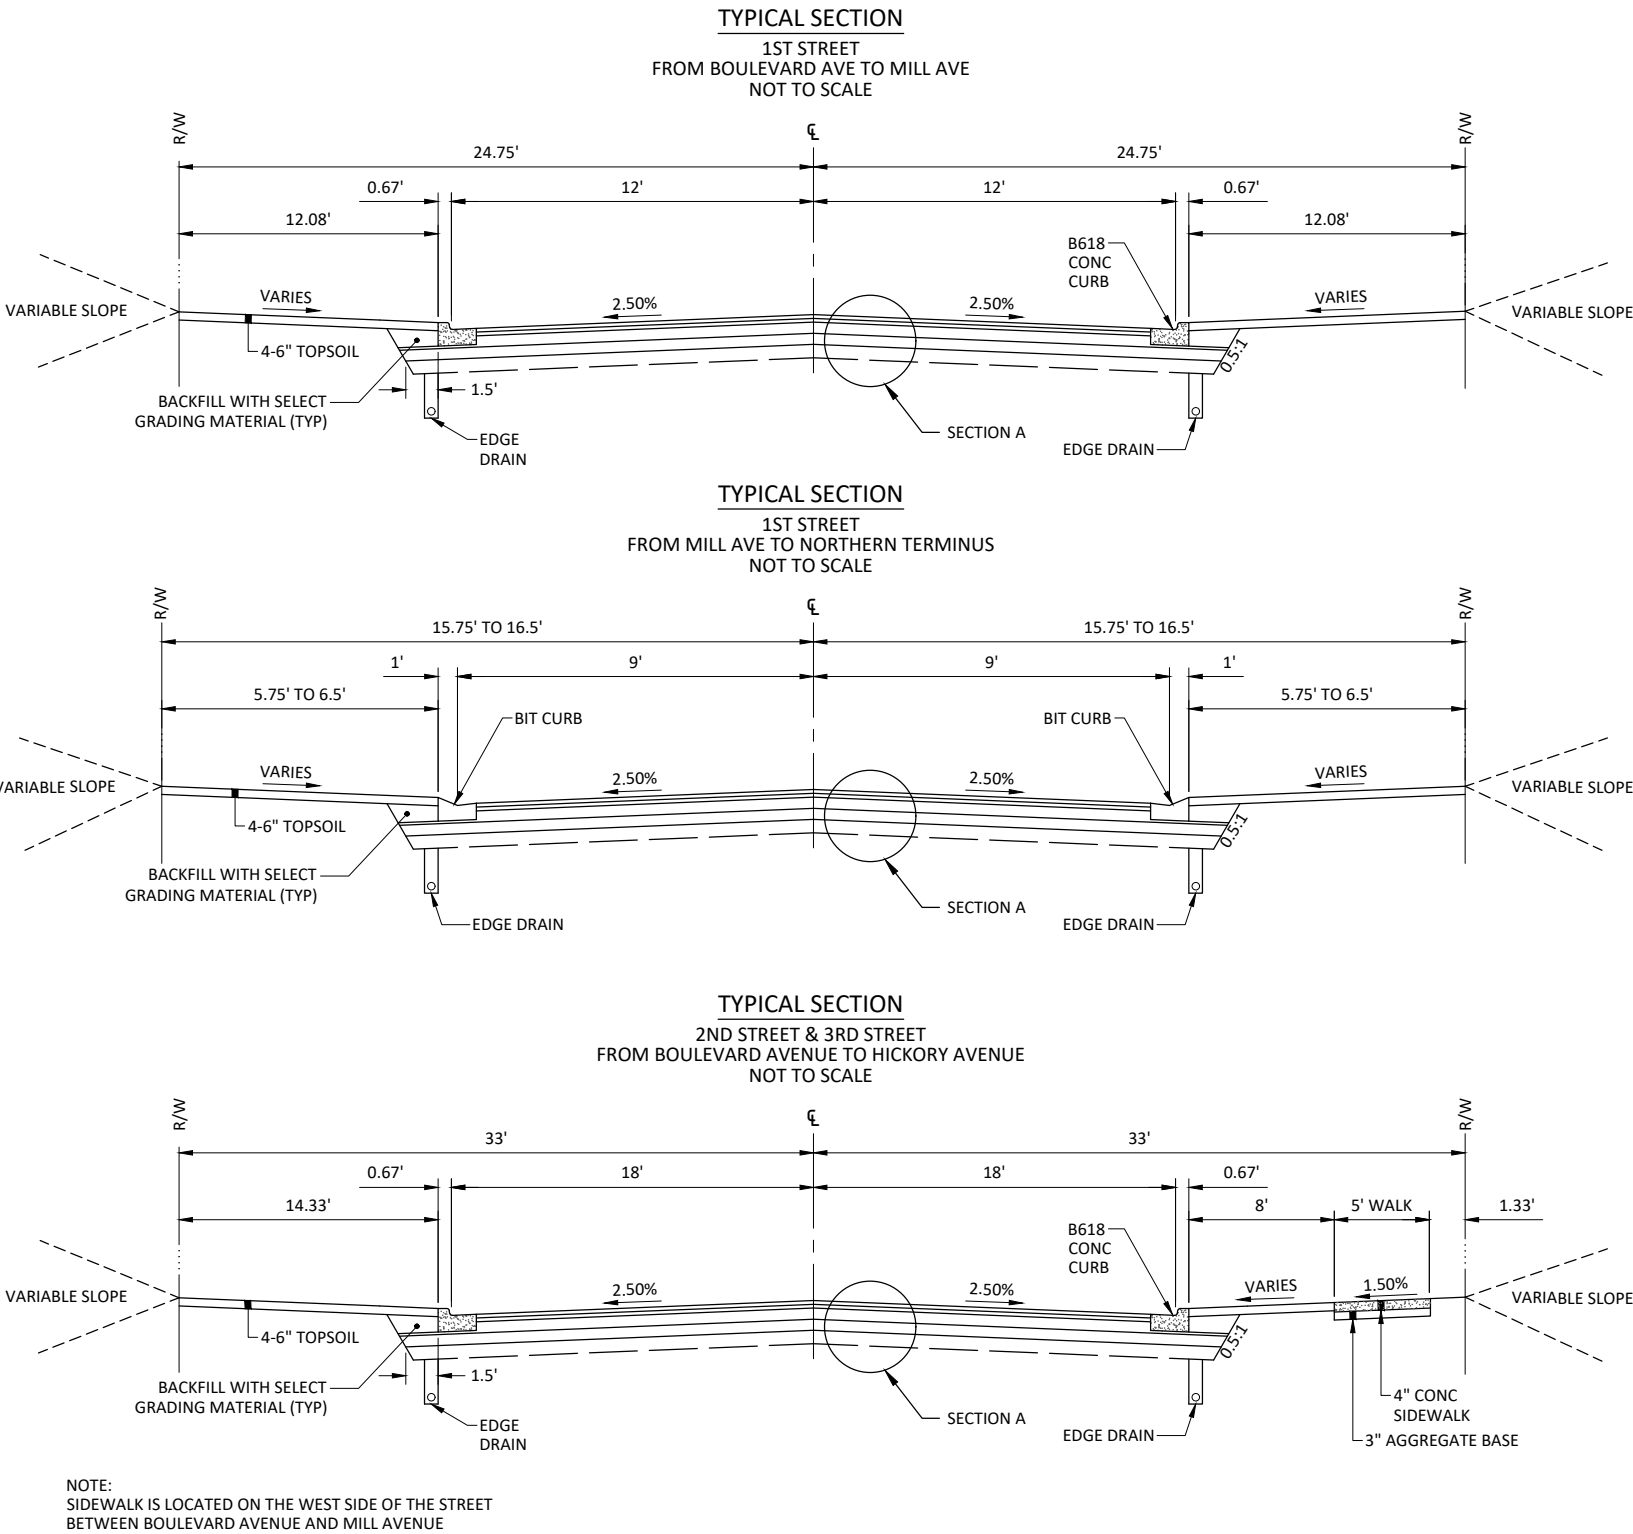 TYPICAL SECTION
1ST STREET
FROM BOULEVARD AVE TO MILL AVE
NOT TO SCALE
R/W
℄
R/W
24.75'
24.75'
0.67'
12'
12'
0.67'
12.08'
12.08'
B618
CONC
CURB
VARIABLE SLOPE
VARIES
2.50%
2.50%
VARIES
VARIABLE SLOPE
4-6" TOPSOIL
0.5:1
1.5'
BACKFILL WITH SELECT
GRADING MATERIAL (TYP)
EDGE
DRAIN
SECTION A
EDGE DRAIN
TYPICAL SECTION
1ST STREET
FROM MILL AVE TO NORTHERN TERMINUS
NOT TO SCALE
R/W
℄
R/W
15.75' TO 16.5'
15.75' TO 16.5'
1'
9'
9'
1'
5.75' TO 6.5'
5.75' TO 6.5'
BIT CURB
BIT CURB
VARIABLE SLOPE
VARIES
2.50%
2.50%
VARIES
VARIABLE SLOPE
4-6" TOPSOIL
0.5:1
BACKFILL WITH SELECT
GRADING MATERIAL (TYP)
EDGE DRAIN
SECTION A
EDGE DRAIN
TYPICAL SECTION
2ND STREET & 3RD STREET
FROM BOULEVARD AVENUE TO HICKORY AVENUE
NOT TO SCALE
R/W
℄
R/W
33'
33'
0.67'
18'
18'
0.67'
14.33'
8'
5' WALK
1.33'
B618
CONC
CURB
VARIABLE SLOPE
2.50%
2.50%
VARIES
1.50%
VARIABLE SLOPE
4-6" TOPSOIL
0.5:1
1.5'
BACKFILL WITH SELECT
GRADING MATERIAL (TYP)
EDGE
DRAIN
SECTION A
EDGE DRAIN
4" CONC
SIDEWALK
3" AGGREGATE BASE
NOTE:
SIDEWALK IS LOCATED ON THE WEST SIDE OF THE STREET
BETWEEN BOULEVARD AVENUE AND MILL AVENUE